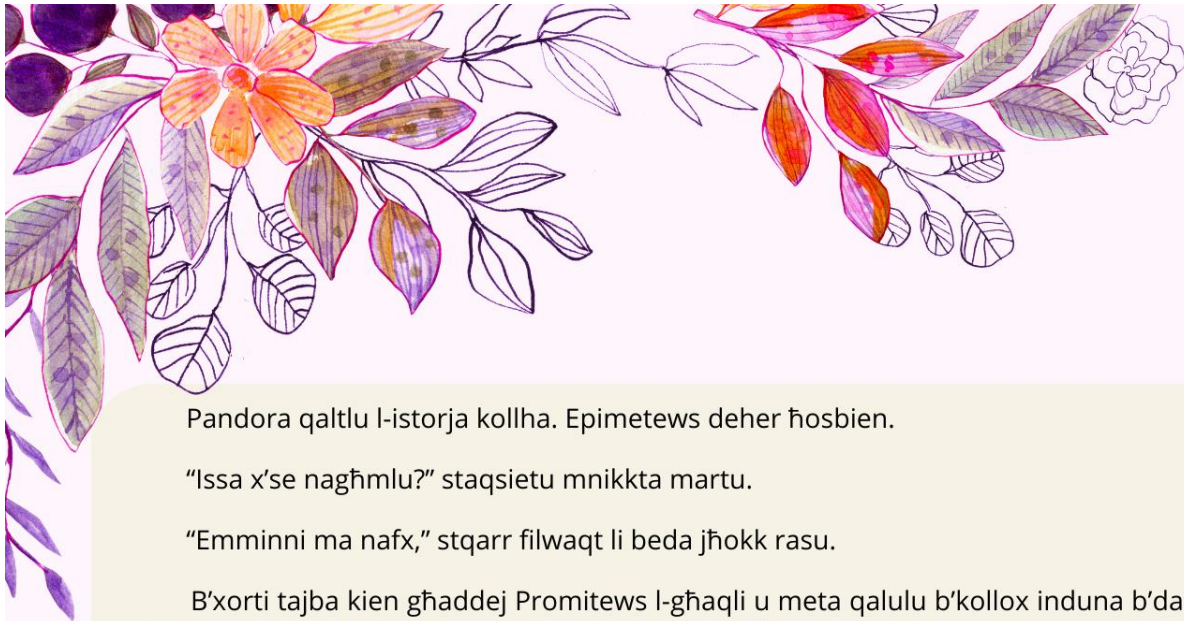 Pandora qaltlu l-istorja kollha. Epimetews deher ħosbien.
“Issa x’se nagħmlu?” staqsietu mnikkta martu.
“Emminni ma nafx,” stqarr filwaqt li beda jħokk rasu.
B’xorti tajba kien għaddej Promitews l-għaqli u meta qalulu b’kollox induna b’da